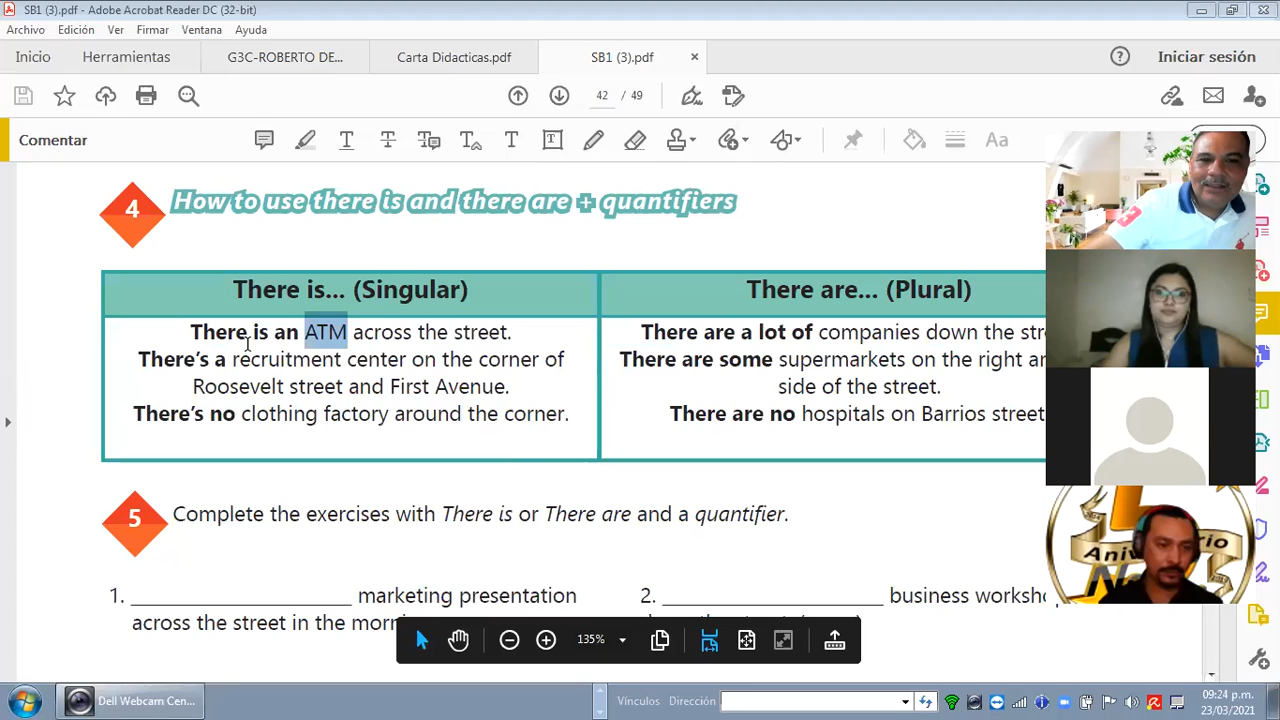 SB1 (3).pdf - Adobe Acrobat Reader DC (32-bit)
Archivo Edición Ver Firmar Ventana Ayuda
Inicio Herramientas G3C-ROBERTO DE... Carta Didacticas.pdf SB1 (3).pdf Iniciar sesión
42 / 49
Comentar
4 How to use there is and there are + quantifiers
There is... (Singular)
There is an ATM across the street.
There's a recruitment center on the corner of
Roosevelt street and First Avenue.
There's no clothing factory around the corner.
There are... (Plural)
There are a lot of companies down the
There are some supermarkets on the right
side of the street.
There are no hospitals on Barrios street
5 Complete the exercises with There is or There are and a quantifier.
1. ____________________ marketing presentation
across the street in the
2. ____________________ business
135%
Aniversario
Dell Webcam Cen...
Vínculos Dirección
09:24 p.m.
23/03/2021